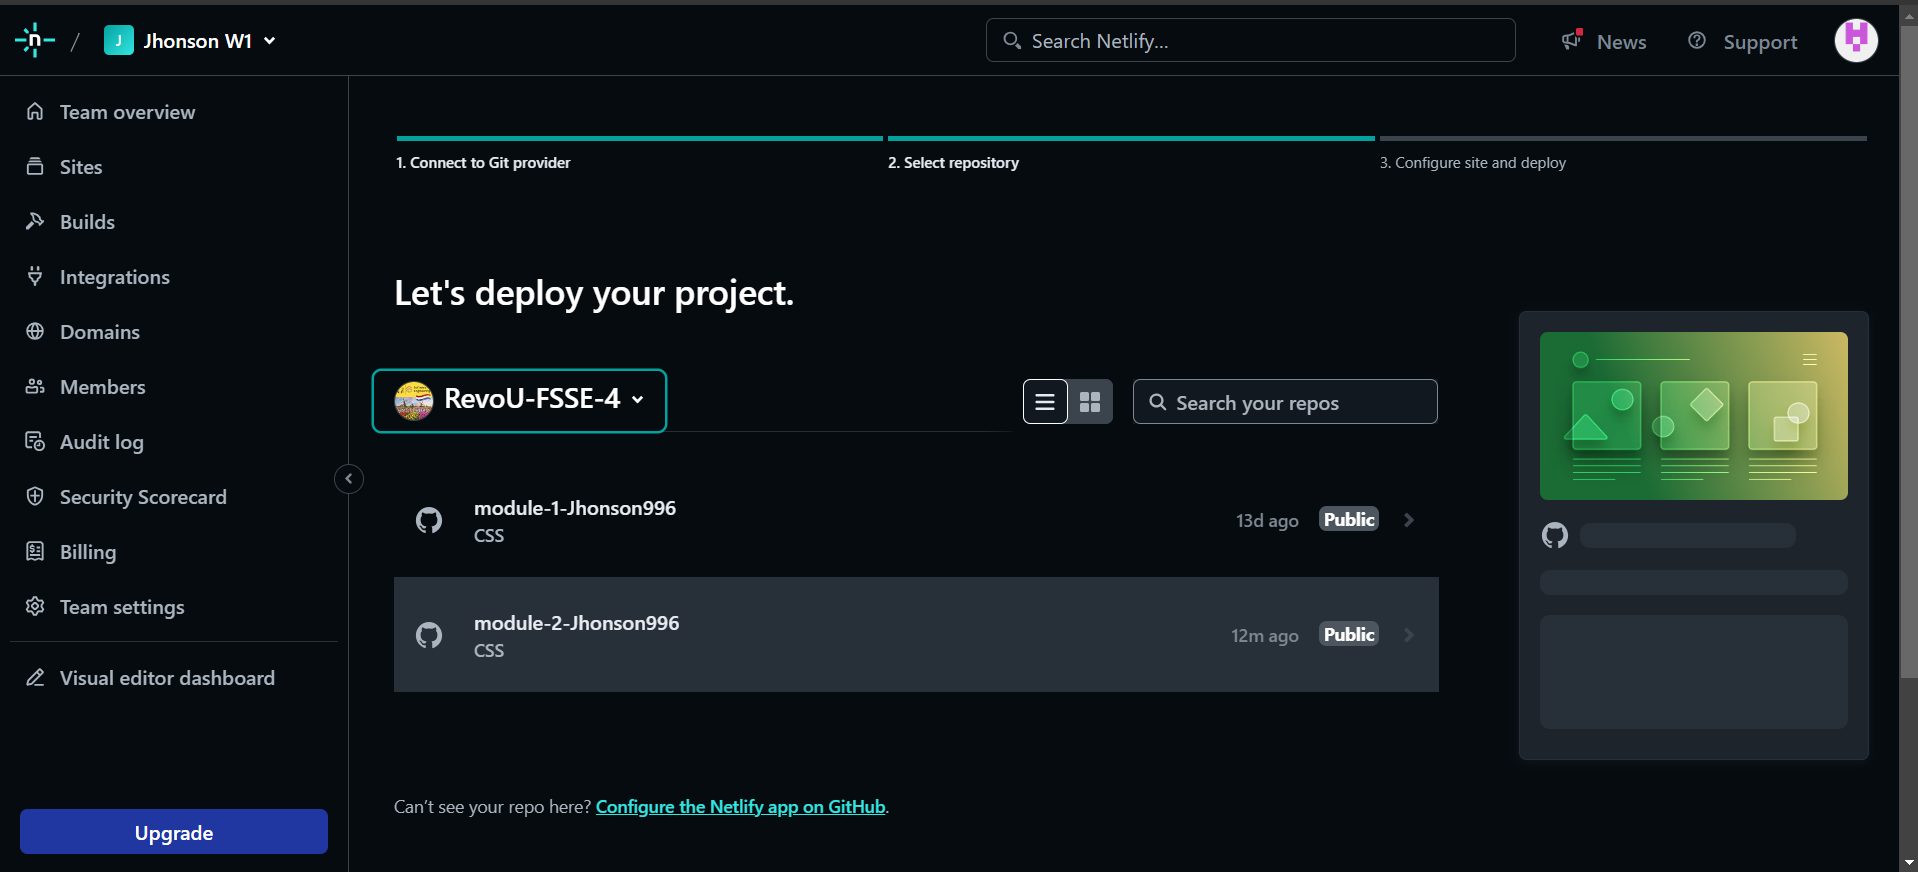 n / J Jhonson W1
Search Netlify...
News
Support
Team overview
Sites
Builds
Integrations
Domains
Members
Audit log
Security Scorecard
Billing
Team settings
Visual editor dashboard
Upgrade
1. Connect to Git provider
2. Select repository
3. Configure site and deploy
Let's deploy your project.
RevoU-FSSE-4
Search your repos
module-1-Jhonson996
CSS
13d ago
Public
module-2-Jhonson996
CSS
12m ago
Public
Can't see your repo here? Configure the Netlify app on GitHub.